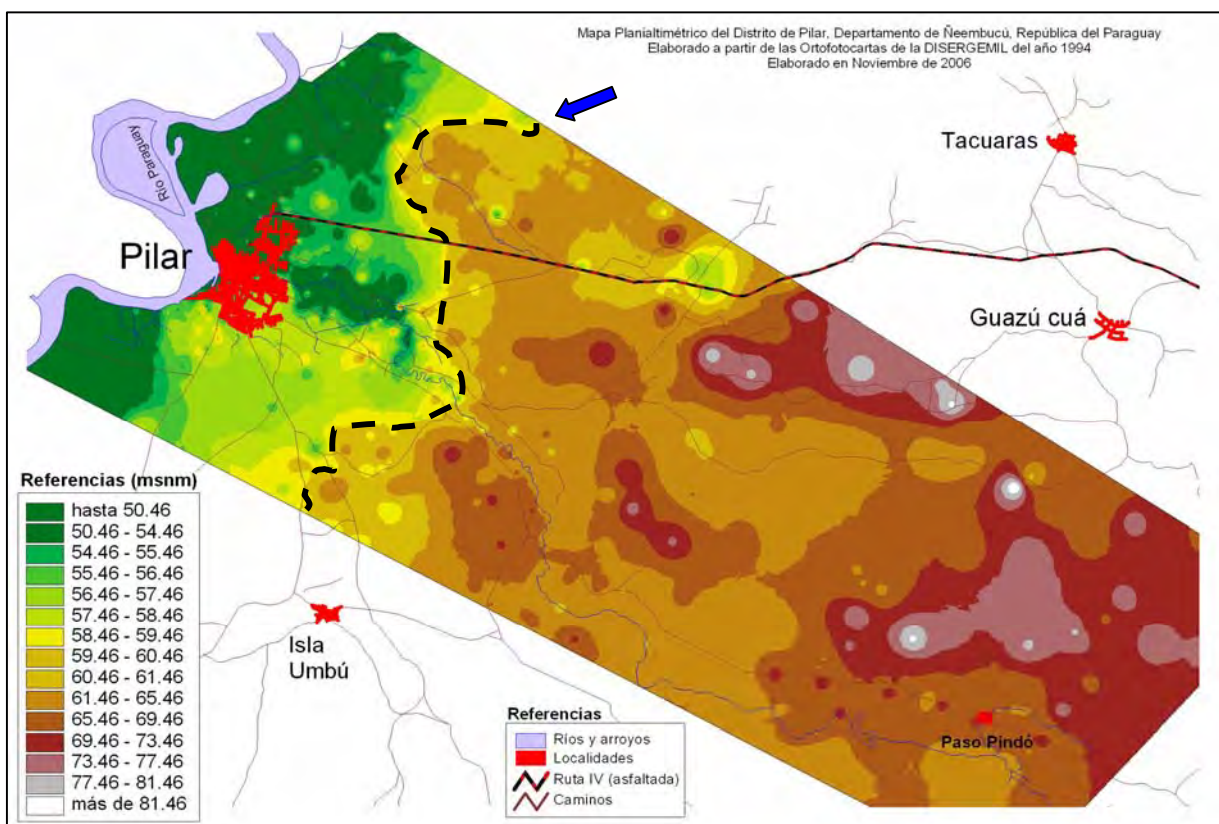 Mapa Planialtimétrico del Distrito de Pilar, Departamento de Ñeembucú, República del Paraguay
Elaborado a partir de las Ortofotocartas de la DISERGEMIL del año 1994
Elaborado en Noviembre de 2006
Río Paraguay
Tacuaras
Pilar
Guazú cuá
Referencias (msnm)
hasta 50.46
50.46 - 54.46
54.46 - 55.46
55.46 - 56.46
56.46 - 57.46
57.46 - 58.46
58.46 - 59.46
59.46 - 60.46
60.46 - 61.46
61.46 - 65.46
65.46 - 69.46
69.46 - 73.46
73.46 - 77.46
77.46 - 81.46
más de 81.46
Isla
Umbú
Referencias
Ríos y arroyos
Localidades
Ruta IV (asfaltada)
Caminos
Paso Pindó